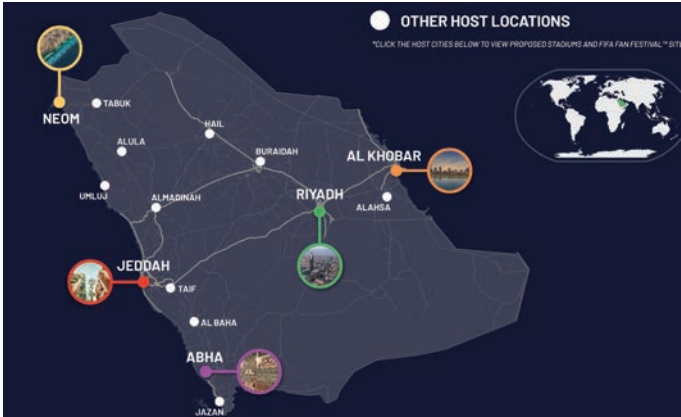 OTHER HOST LOCATIONS
*CLICK THE HOST CITIES BELOW TO VIEW PROPOSED STADIUMS AND FIFA FAN FESTIVAL™ SITE
NEOM
TABUK
ALULA
HAIL
BURAIDAH
AL KHOBAR
UMLUJ
ALMADINAH
RIYADH
ALAHSA
JEDDAH
TAIF
AL BAHA
ABHA
JAZAN